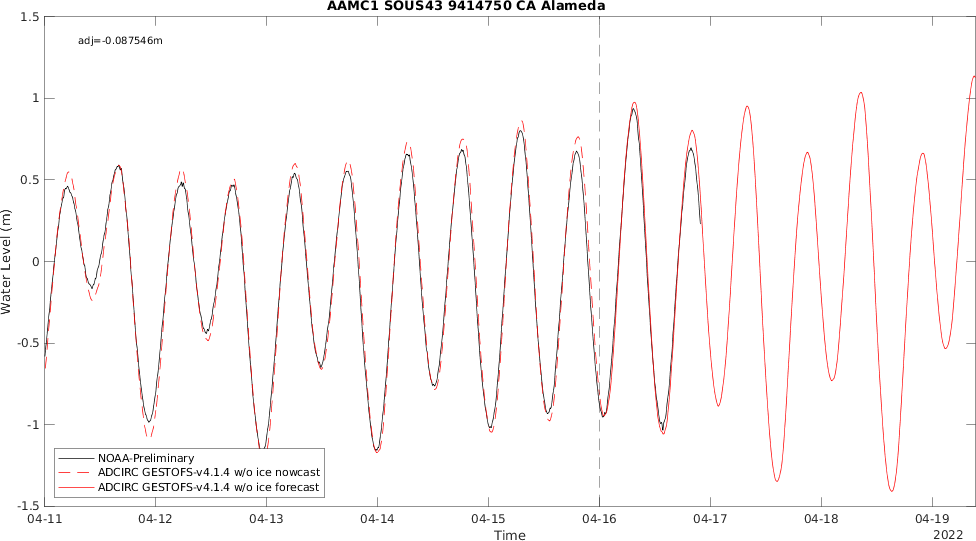 AAMC1 SOUS43 9414750 CA Alameda
1.5
adj=-0.087546m
1
0.5
0
-0.5
-1
-1.5
Water Level (m)
NOAA-Preliminary
ADCIRC GESTOFS-v4.1.4 w/o ice nowcast
ADCIRC GESTOFS-v4.1.4 w/o ice forecast
04-11 04-12 04-13 04-14 04-15 04-16 04-17 04-18 04-19
Time
2022